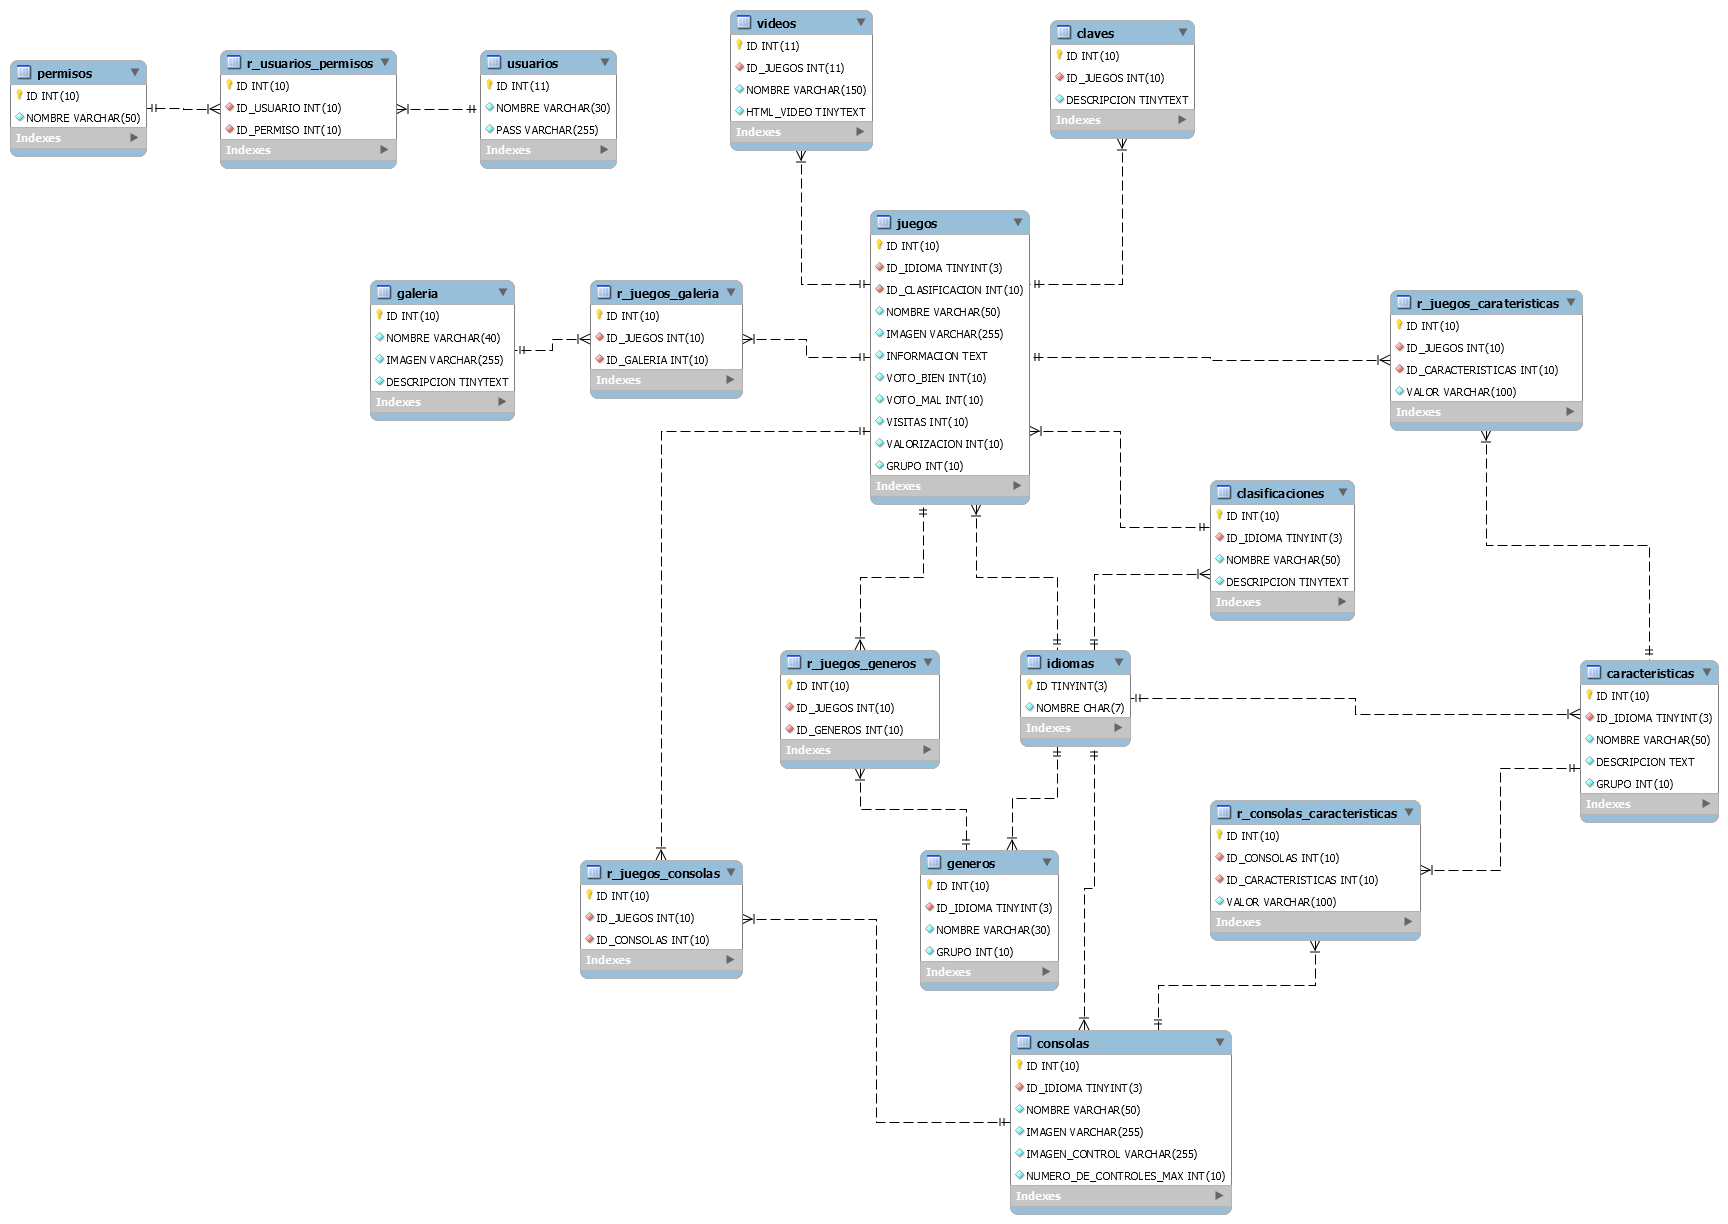 permisos
ID INT(10)
NOMBRE VARCHAR(50)
Indexes
r_usuarios_permisos
ID INT(10)
ID_USUARIO INT(10)
ID_PERMISO INT(10)
Indexes
usuarios
ID INT(11)
NOMBRE VARCHAR(30)
PASS VARCHAR(255)
Indexes
videos
ID INT(11)
ID_JUEGOS INT(11)
NOMBRE VARCHAR(150)
HTML_VIDEO TINYTEXT
Indexes
claves
ID INT(10)
ID_JUEGOS INT(10)
DESCRIPCION TINYTEXT
Indexes
juegos
ID INT(10)
ID_IDIOMA TINYINT(3)
ID_CLASIFICACION INT(10)
NOMBRE VARCHAR(50)
IMAGEN VARCHAR(255)
INFORMACION TEXT
VOTO_BIEN INT(10)
VOTO_MAL INT(10)
VISITAS INT(10)
VALORIZACION INT(10)
GRUPO INT(10)
Indexes
galeria
ID INT(10)
NOMBRE VARCHAR(40)
IMAGEN VARCHAR(255)
DESCRIPCION TINYTEXT
Indexes
r_juegos_galeria
ID INT(10)
ID_JUEGOS INT(10)
ID_GALERIA INT(10)
Indexes
r_juegos_carateristicas
ID INT(10)
ID_JUEGOS INT(10)
ID_CARACTERISTICAS INT(10)
VALOR VARCHAR(100)
Indexes
clasificaciones
ID INT(10)
ID_IDIOMA TINYINT(3)
NOMBRE VARCHAR(50)
DESCRIPCION TINYTEXT
Indexes
r_juegos_generos
ID INT(10)
ID_JUEGOS INT(10)
ID_GENEROS INT(10)
Indexes
idiomas
ID TINYINT(3)
NOMBRE CHAR(7)
Indexes
caracteristicas
ID INT(10)
ID_IDIOMA TINYINT(3)
NOMBRE VARCHAR(50)
DESCRIPCION TEXT
GRUPO INT(10)
Indexes
r_consolas_caracteristicas
ID INT(10)
ID_CONSOLAS INT(10)
ID_CARACTERISTICAS INT(10)
VALOR VARCHAR(100)
Indexes
r_juegos_consolas
ID INT(10)
ID_JUEGOS INT(10)
ID_CONSOLAS INT(10)
Indexes
generos
ID INT(10)
ID_IDIOMA TINYINT(3)
NOMBRE VARCHAR(30)
GRUPO INT(10)
Indexes
consolas
ID INT(10)
ID_IDIOMA TINYINT(3)
NOMBRE VARCHAR(50)
IMAGEN VARCHAR(255)
IMAGEN_CONTROL VARCHAR(255)
NUMERO_DE_CONTROLES_MAX INT(10)
Indexes